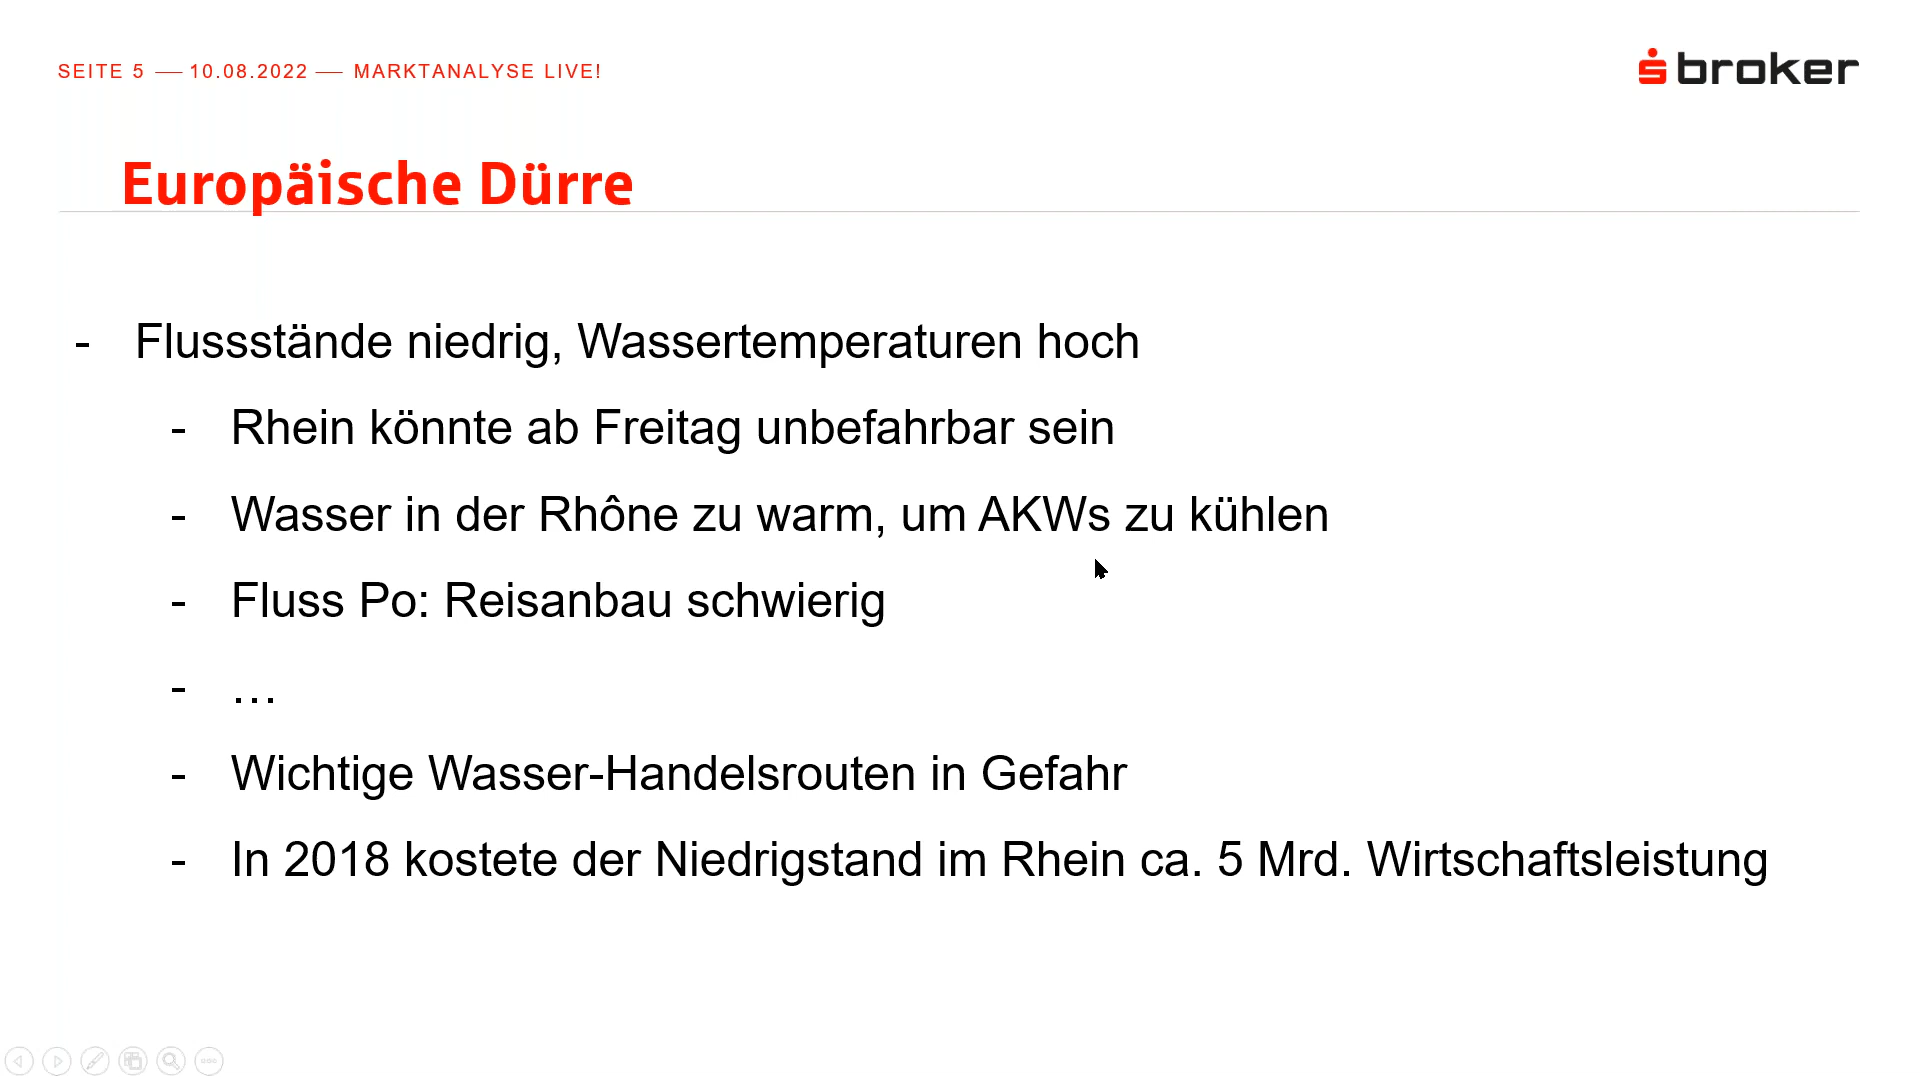 SEITE 5 — 10.08.2022 — MARKTANALYSE LIVE!
broker
Europäische Dürre
- Flussstände niedrig, Wassertemperaturen hoch
- Rhein könnte ab Freitag unbefahrbar sein
- Wasser in der Rhône zu warm, um AKWs zu kühlen
- Fluss Po: Reisanbau schwierig
- …
- Wichtige Wasser-Handelsrouten in Gefahr
- In 2018 kostete der Niedrigstand im Rhein ca. 5 Mrd. Wirtschaftsleistung